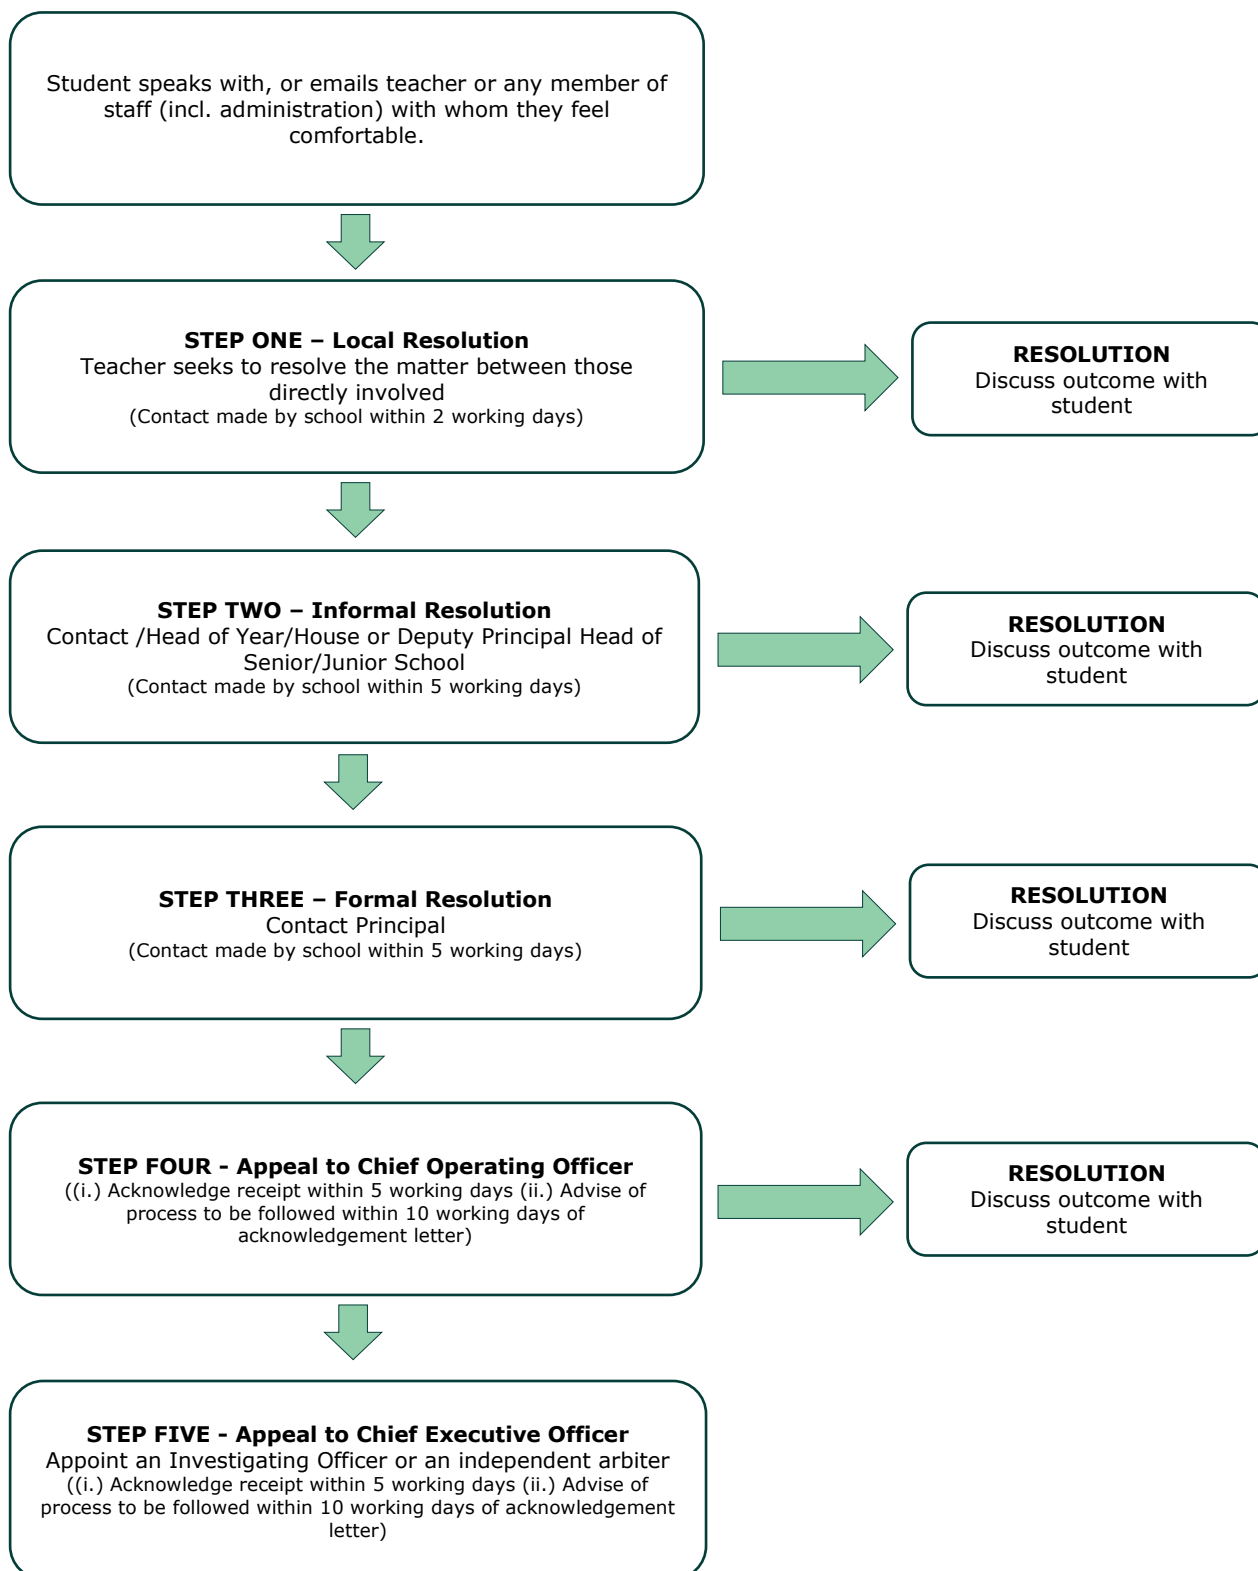 Student speaks with, or emails teacher or any member of
staff (incl. administration) with whom they feel
comfortable.
STEP ONE – Local Resolution
Teacher seeks to resolve the matter between those
directly involved
(Contact made by school within 2 working days)
RESOLUTION
Discuss outcome with
student
STEP TWO – Informal Resolution
Contact /Head of Year/House or Deputy Principal Head of
Senior/Junior School
(Contact made by school within 5 working days)
RESOLUTION
Discuss outcome with
student
STEP THREE – Formal Resolution
Contact Principal
(Contact made by school within 5 working days)
RESOLUTION
Discuss outcome with
student
STEP FOUR - Appeal to Chief Operating Officer
((i.) Acknowledge receipt within 5 working days (ii.) Advise of
process to be followed within 10 working days of
acknowledgement letter)
RESOLUTION
Discuss outcome with
student
STEP FIVE - Appeal to Chief Executive Officer
Appoint an Investigating Officer or an independent arbiter
((i.) Acknowledge receipt within 5 working days (ii.) Advise of
process to be followed within 10 working days of acknowledgement
letter)